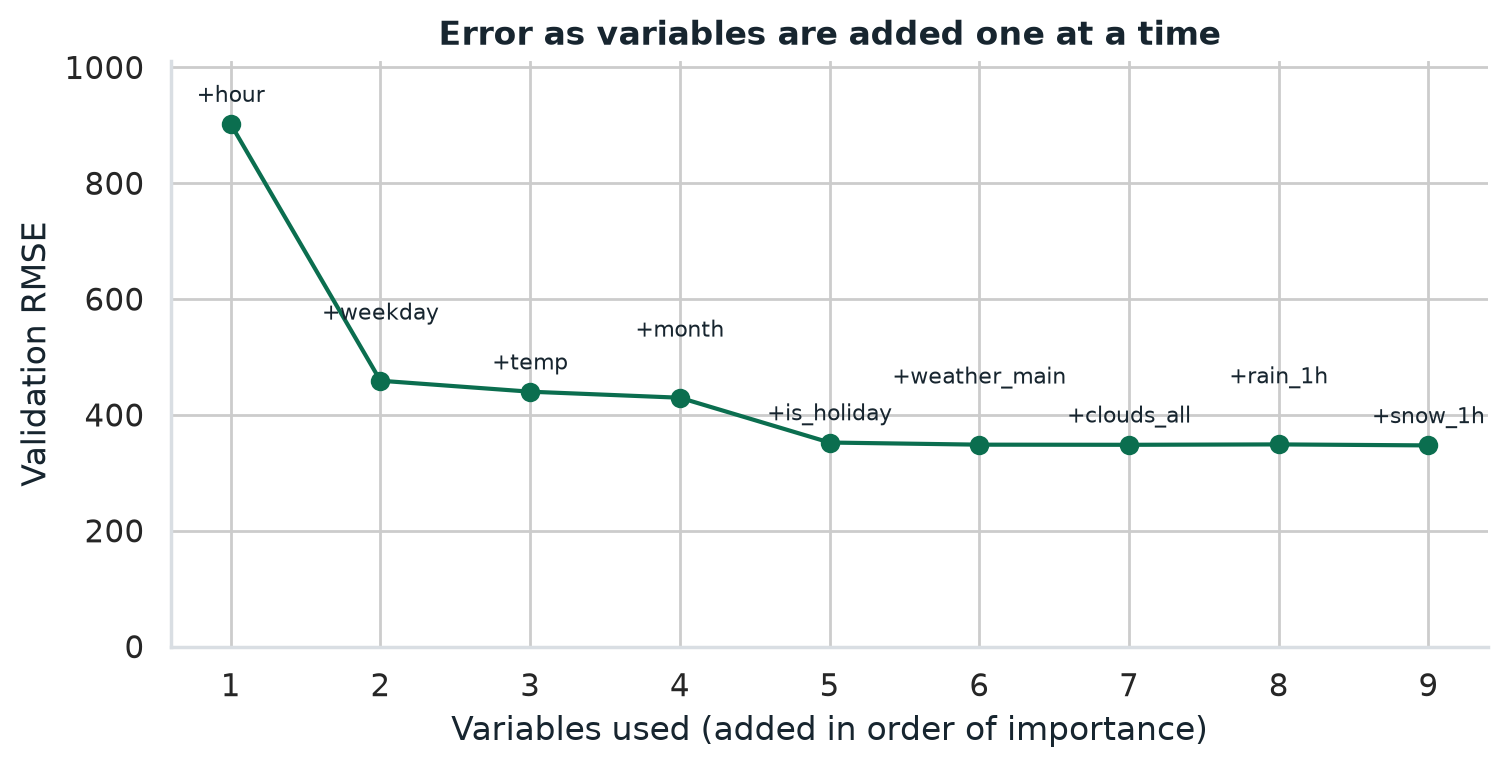 Error as variables are added one at a time
Validation RMSE
1000
800
600
400
200
0
+hour
+weekday
+temp
+month
+is_holiday
+weather_main
+clouds_all
+rain_1h
+snow_1h
1 2 3 4 5 6 7 8 9
Variables used (added in order of importance)